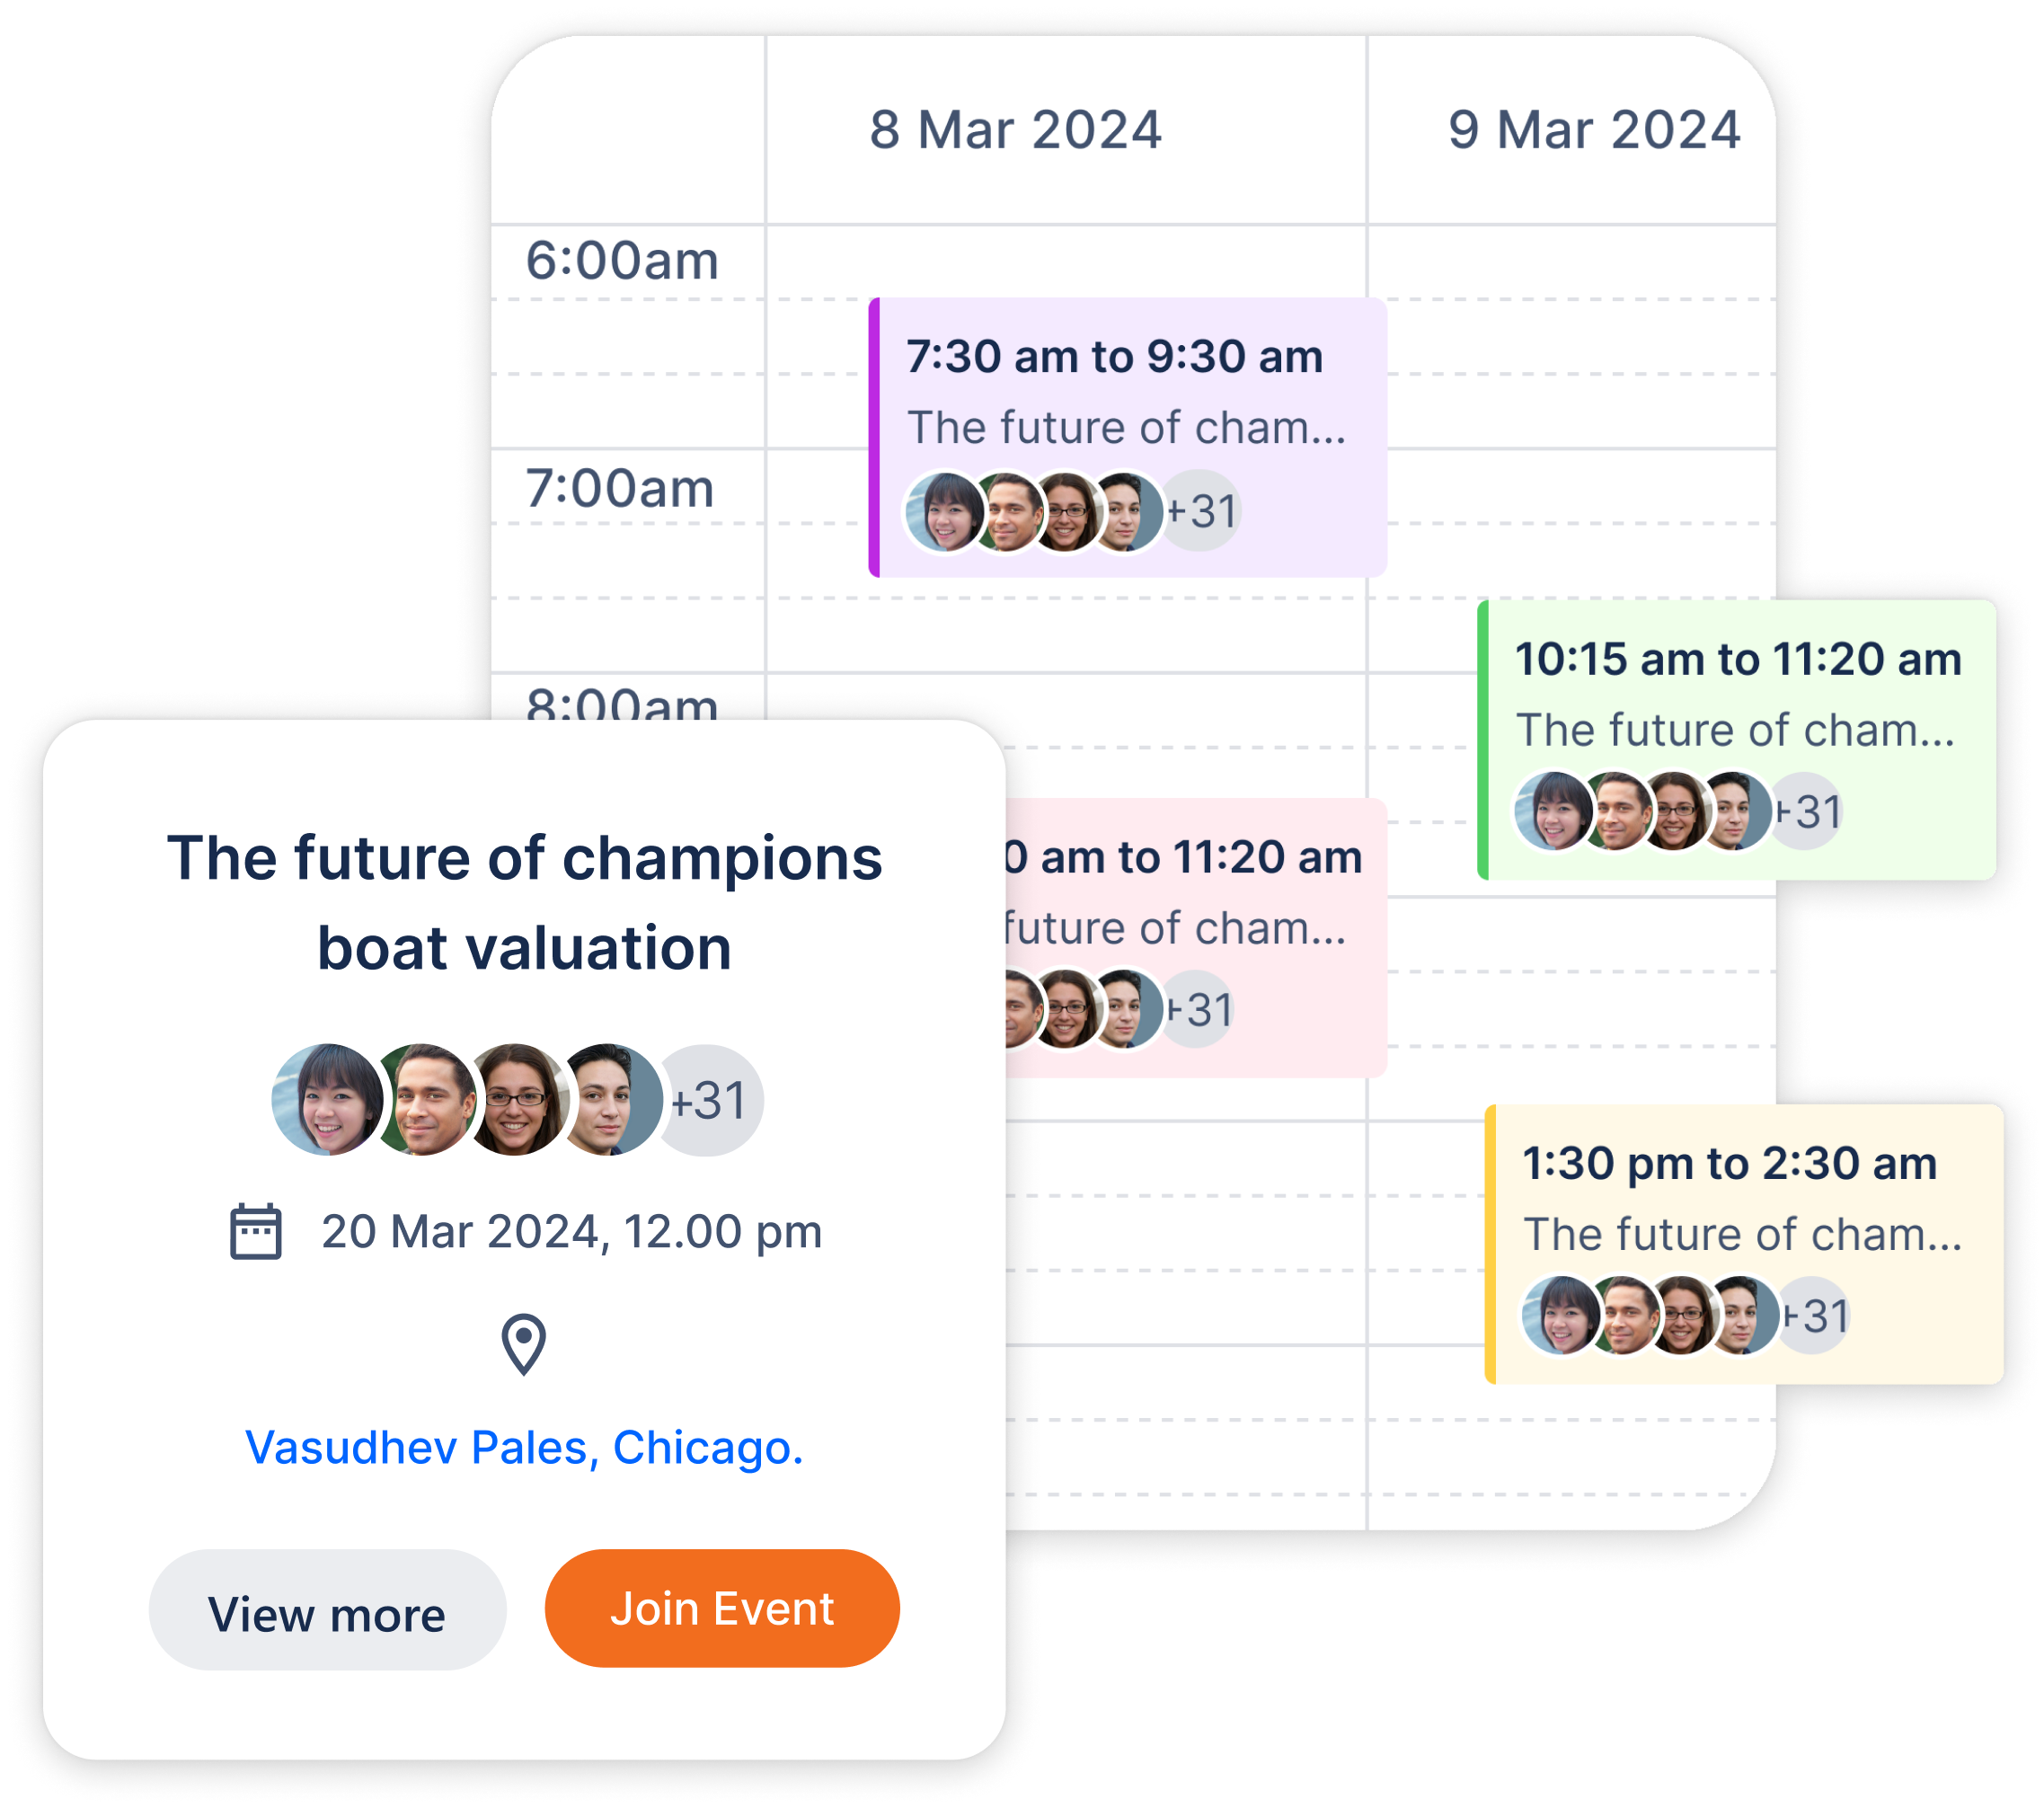 8 Mar 2024
9 Mar 2024
6:00am
7:30 am to 9:30 am
The future of cham...
+31
7:00am
10:15 am to 11:20 am
The future of cham...
+31
8:00am
0 am to 11:20 am
future of cham...
+31
1:30 pm to 2:30 am
The future of cham...
+31
The future of champions
boat valuation
+31
20 Mar 2024, 12.00 pm
Vasudhev Pales, Chicago.
View more
Join Event